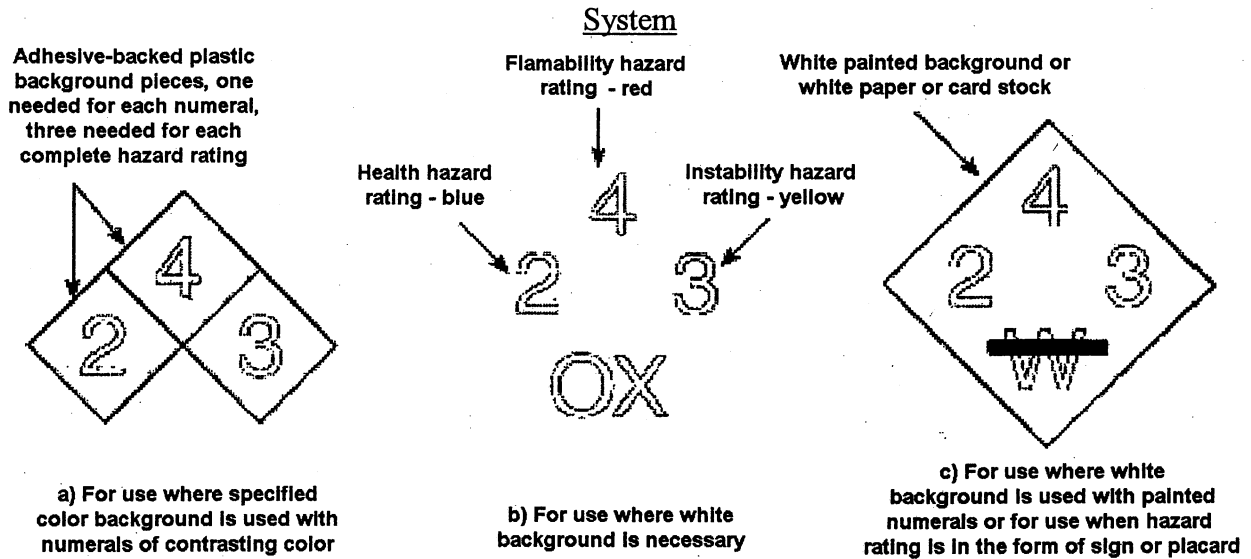 System
Adhesive-backed plastic
background pieces, one
needed for each numeral,
three needed for each
complete hazard rating
2
4
3
a) For use where specified
color background is used with
numerals of contrasting color
Flamability hazard
rating - red
Health hazard
rating - blue
Instability hazard
rating - yellow
4
2
3
OX
b) For use where white
background is necessary
White painted background or
white paper or card stock
4
2
3
W
c) For use where white
background is used with painted
numerals or for use when hazard
rating is in the form of sign or placard